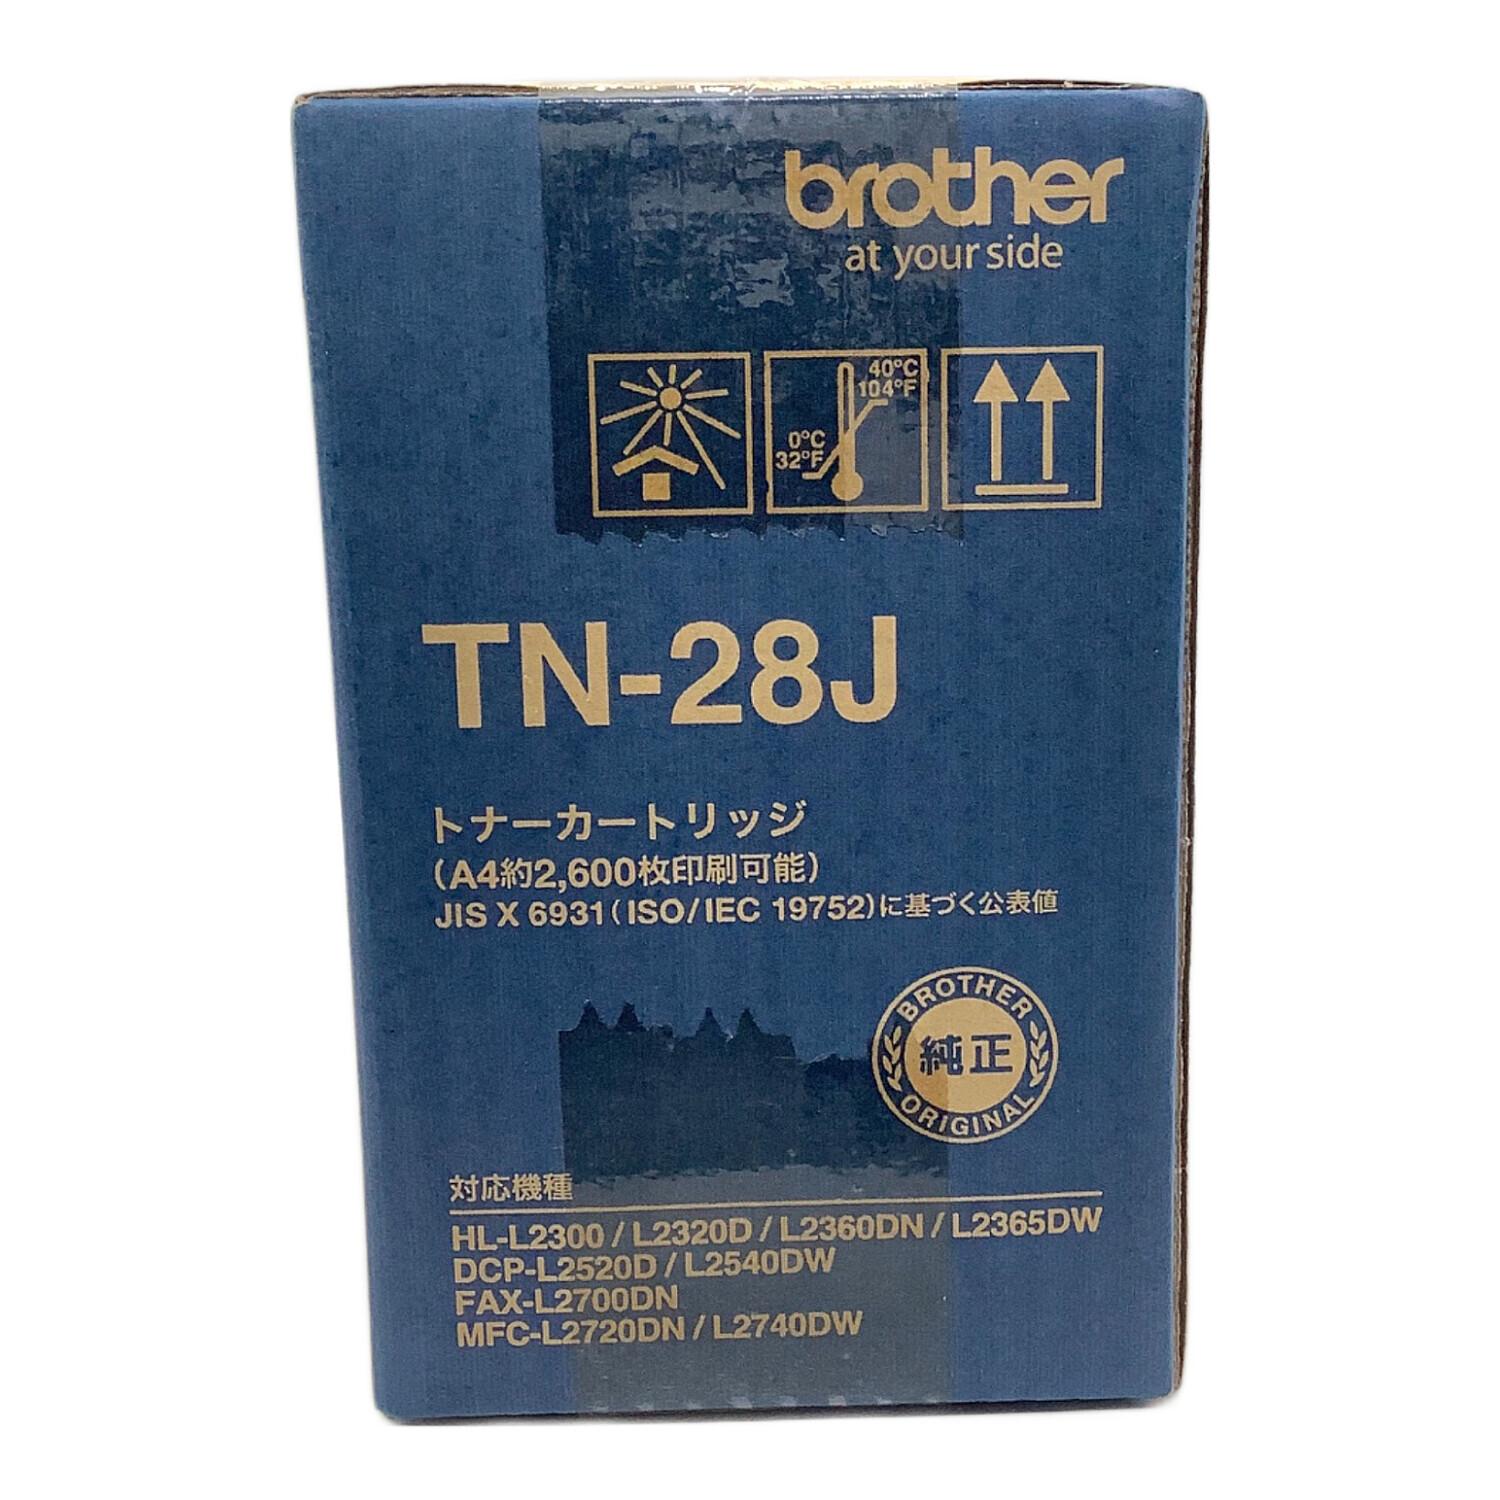 brother
at your side
40°C
104°F
0°C
32°F
TN-28J
トナーカートリッジ
(A4約2,600枚印刷可能)
JIS X 6931(ISO/IEC 19752)に基づく公表値
BROTHER
純正
ORIGINAL
対応機種
HL-L2300 / L2320D / L2360DN / L2365DW
DCP-L2520D / L2540DW
FAX-L2700DN
MFC-L2720DN / L2740DW